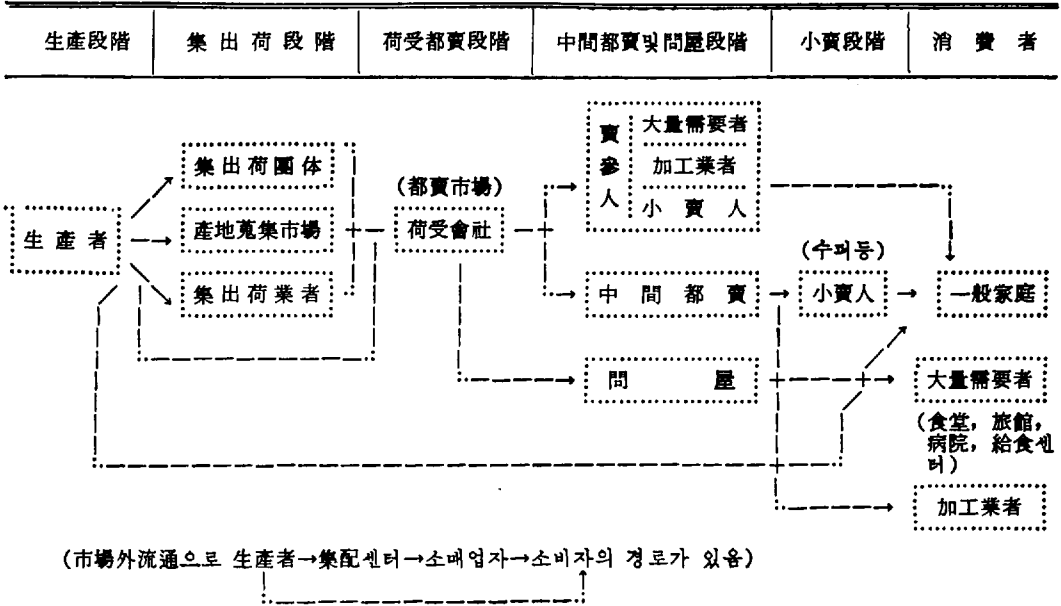 生産段階 集出荷段階 荷受都賣段階 中間都賣및問屋段階 小賣段階 消費者
賣參人 大量需要者
加工業者
小賣人
集出荷團体
(都賣市場)
生産者 → 産地蒐集市場 荷受會社
集出荷業者
(수퍼등)
中間都賣 → 小賣人 → 一般家庭
問屋 大量需要者
(食堂, 旅館,
病院, 給食센
터)
加工業者
(市場外流通으로 生産者→集配센터→소매업자→소비자의 경로가 있음)